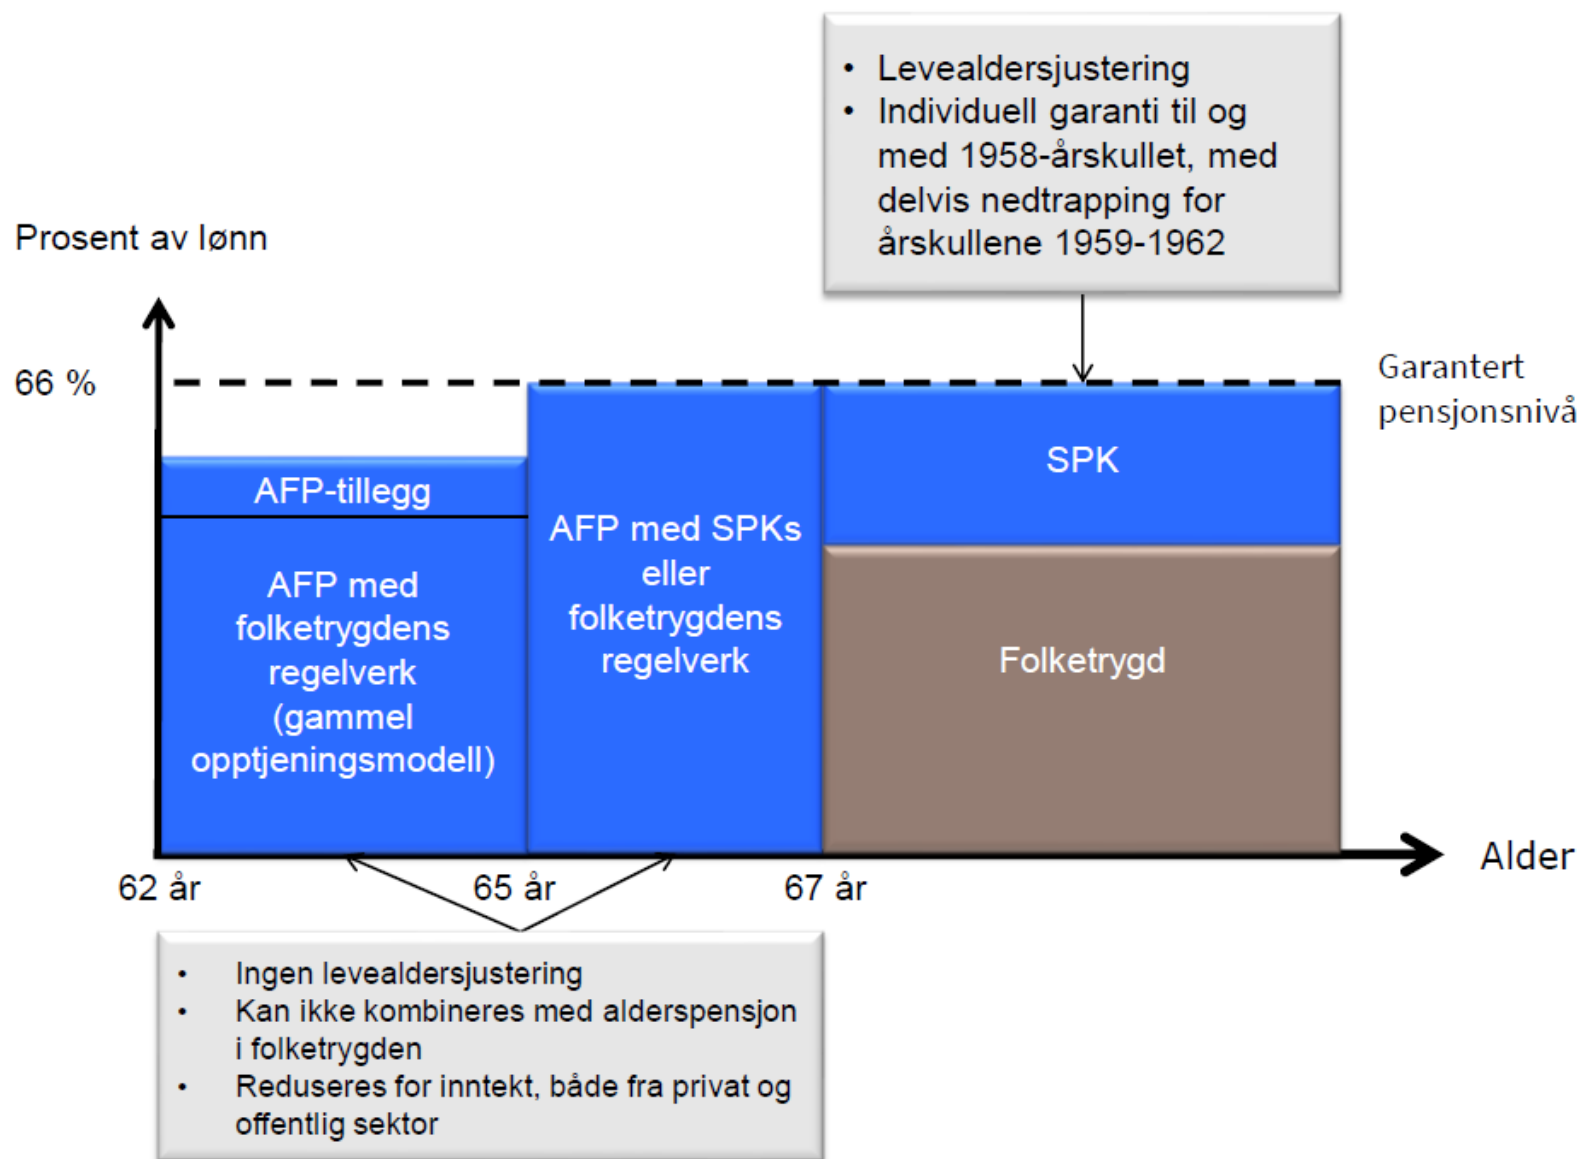 • Levealdersjustering
• Individuell garanti til og
med 1958-årskullet, med
delvis nedtrapping for
årskullene 1959-1962
Prosent av lønn
66 %
Garantert
pensjonsnivå
AFP-tillegg
AFP med
folketrygdens
regelverk
(gammel
opptjeningsmodell)
AFP med SPKs
eller
folketrygdens
regelverk
SPK
Folketrygd
62 år
65 år
67 år
Alder
• Ingen levealdersjustering
• Kan ikke kombineres med alderspensjon
i folketrygden
• Reduseres for inntekt, både fra privat og
offentlig sektor